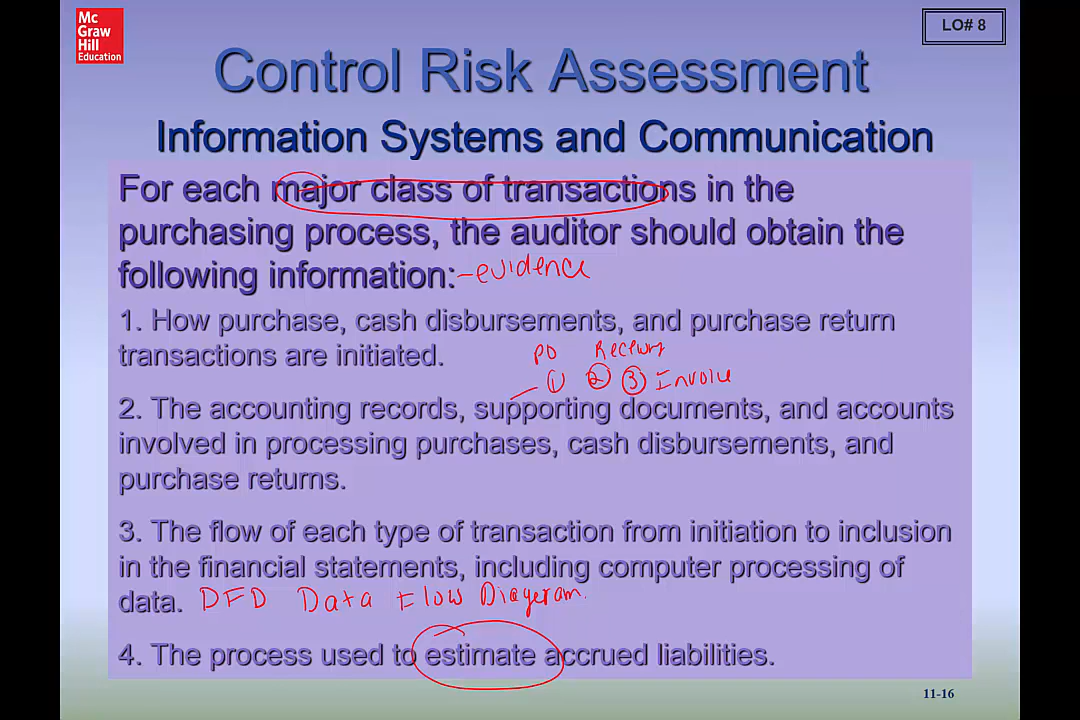 Mc
Graw
Hill
Education
LO# 8
Control Risk Assessment
Information Systems and Communication
For each major class of transactions in the
purchasing process, the auditor should obtain the
following information: -evidence
1. How purchase, cash disbursements, and purchase return
transactions are initiated.
PO
① ② ③ Invoice
2. The accounting records, supporting documents, and accounts
involved in processing purchases, cash disbursements, and
purchase returns.
3. The flow of each type of transaction from initiation to inclusion
in the financial statements, including computer processing of
data. DFD Data Flow Diageram.
4. The process used to estimate accrued liabilities.
11-16